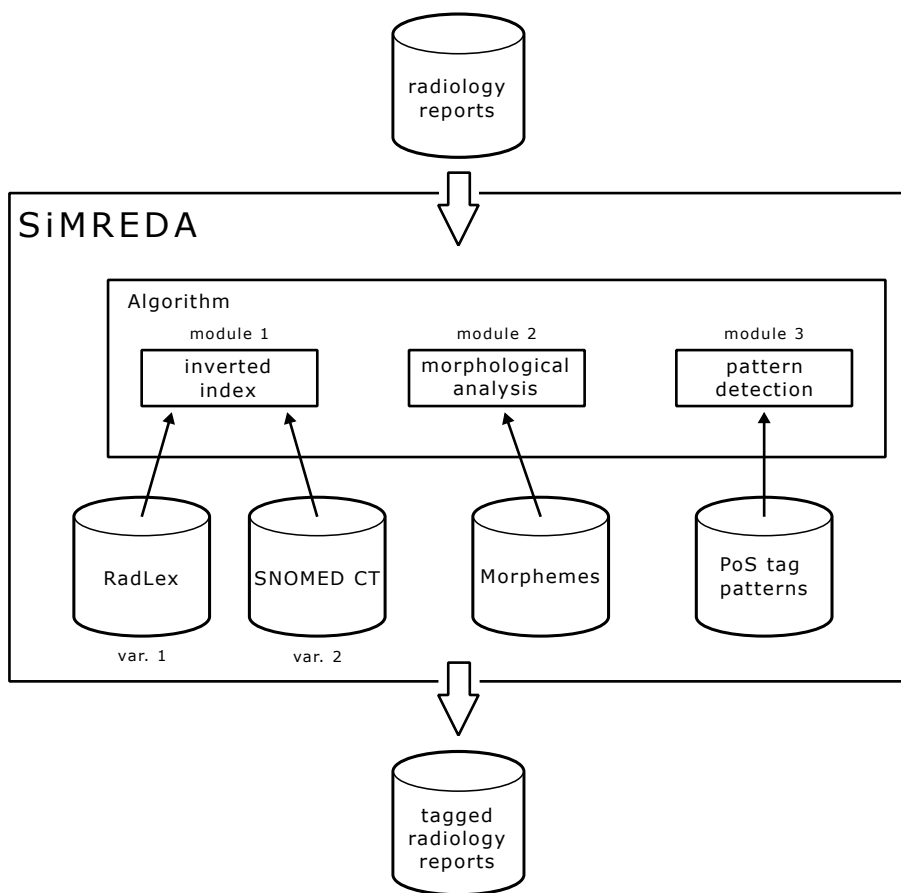 radiology
reports
SiMREDA
Algorithm
module 1
inverted
index
module 2
morphological
analysis
module 3
pattern
detection
RadLex
SNOMED CT
Morphemes
PoS tag
patterns
var. 1
var. 2
tagged
radiology
reports